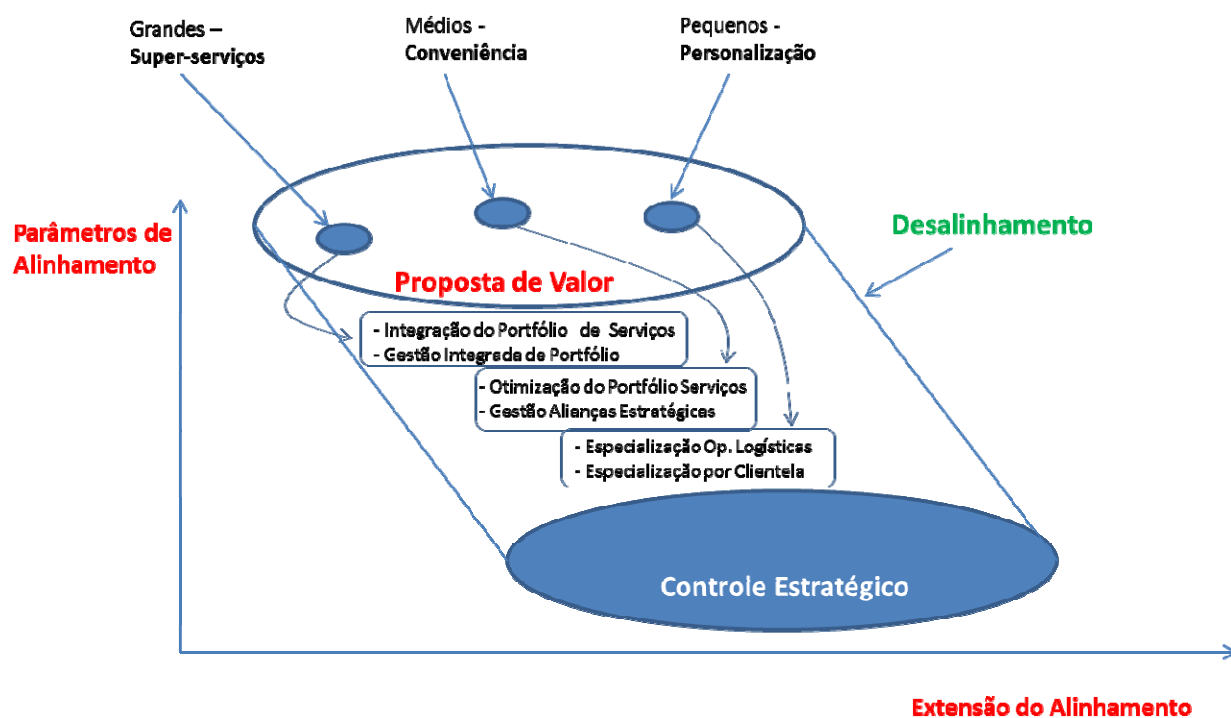 Grandes –
Super-serviços
Médios -
Conveniência
Pequenos -
Personalização
Parâmetros de
Alinhamento
Desalinhamento
Proposta de Valor
- Integração do Portfólio de Serviços
- Gestão Integrada de Portfólio
- Otimização do Portfólio Serviços
- Gestão Alianças Estratégicas
- Especialização Op. Logísticas
- Especialização por Clientela
Controle Estratégico
Extensão do Alinhamento